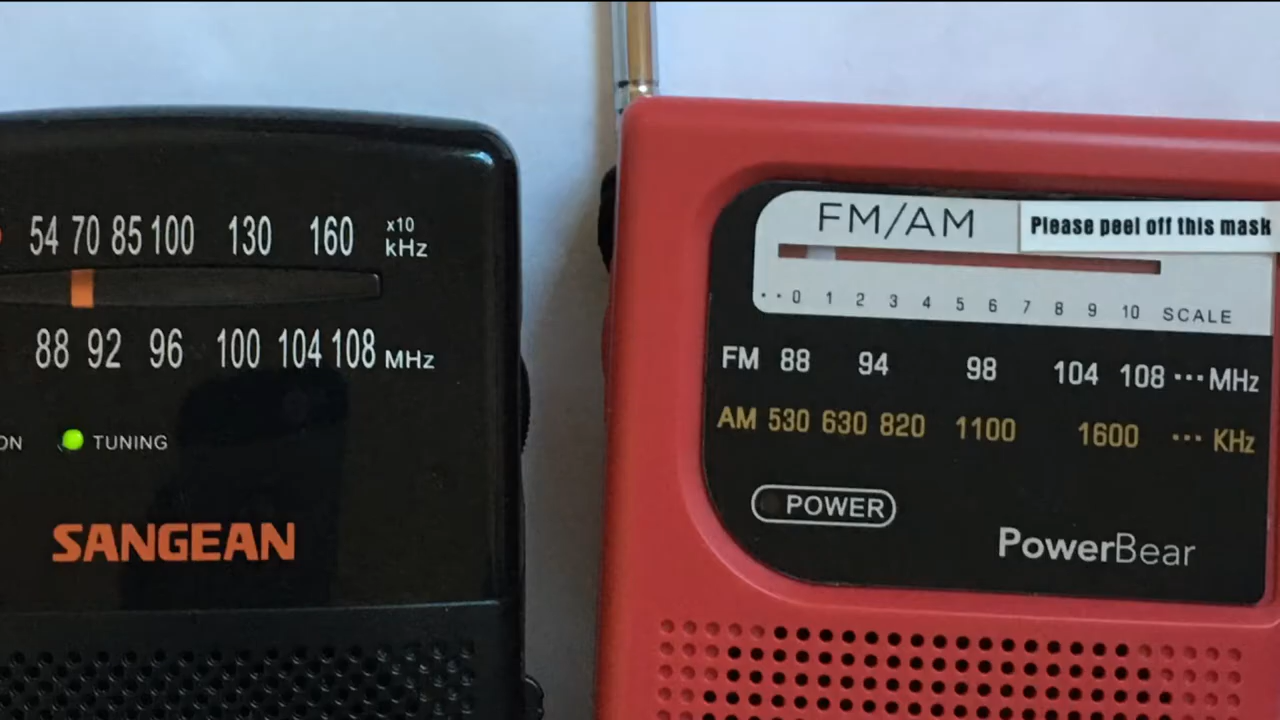 54 70 85 100 130 160 x10 kHz
88 92 96 100 104 108 MHz
ON TUNING
SANGEAN
FM/AM Please peel off this mask
0 1 2 3 4 5 6 7 8 9 10 SCALE
FM 88 94 98 104 108 ··· MHz
AM 530 630 820 1100 1600 ··· KHz
POWER
PowerBear